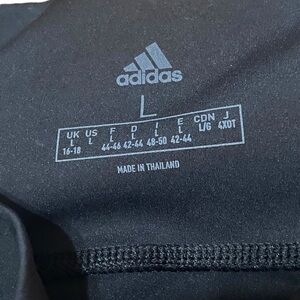 adidas
L
UK US F D I E CDN J
L L L L L L L/G 4XOT
16-18 44-46 42-44 48-50 42-44
MADE IN THAILAND